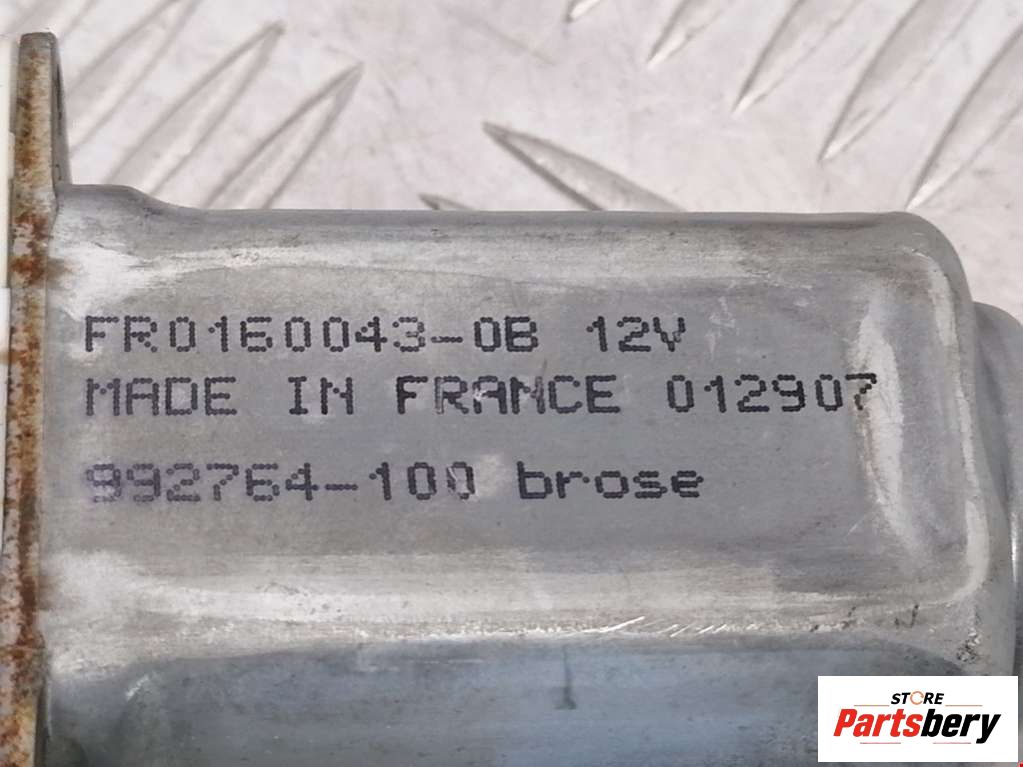 FR0160043-0B 12V
MADE IN FRANCE 012907
992764-100 brose
STORE
Partsbery